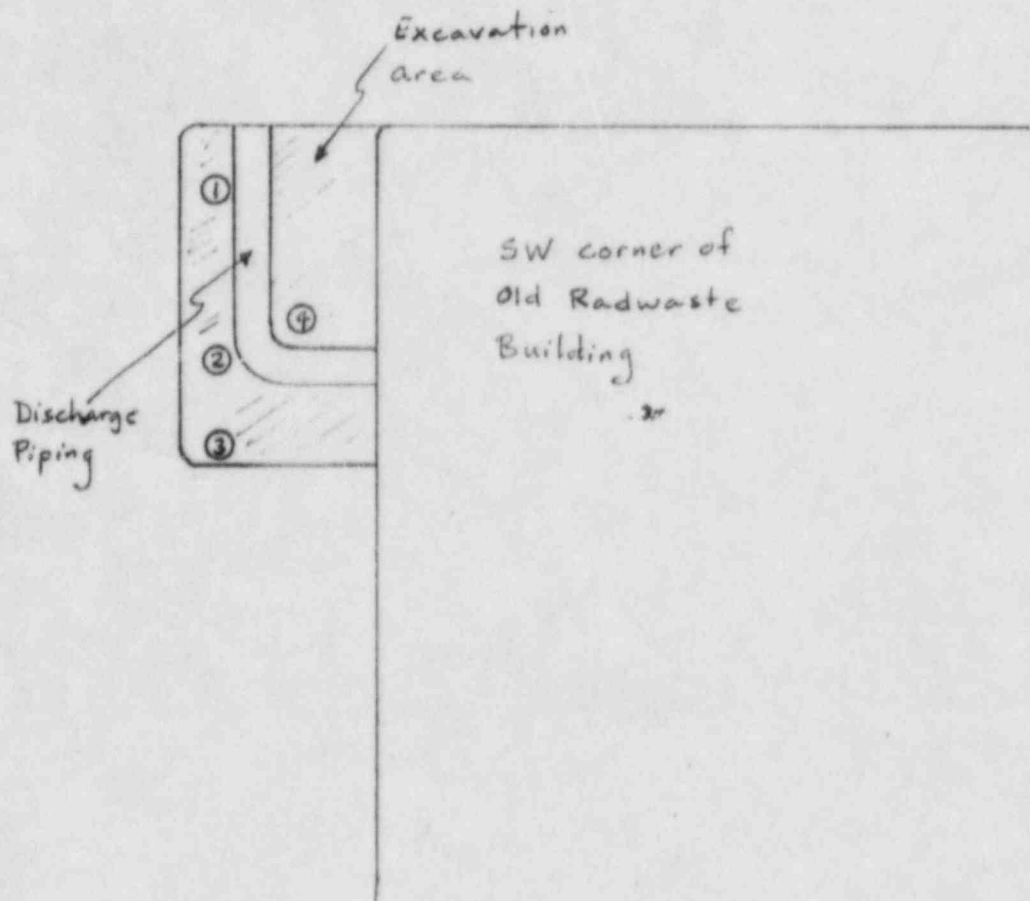 Excavation
area
①
SW corner of
Old Radwaste
Building
④
②
Discharge
Piping
③